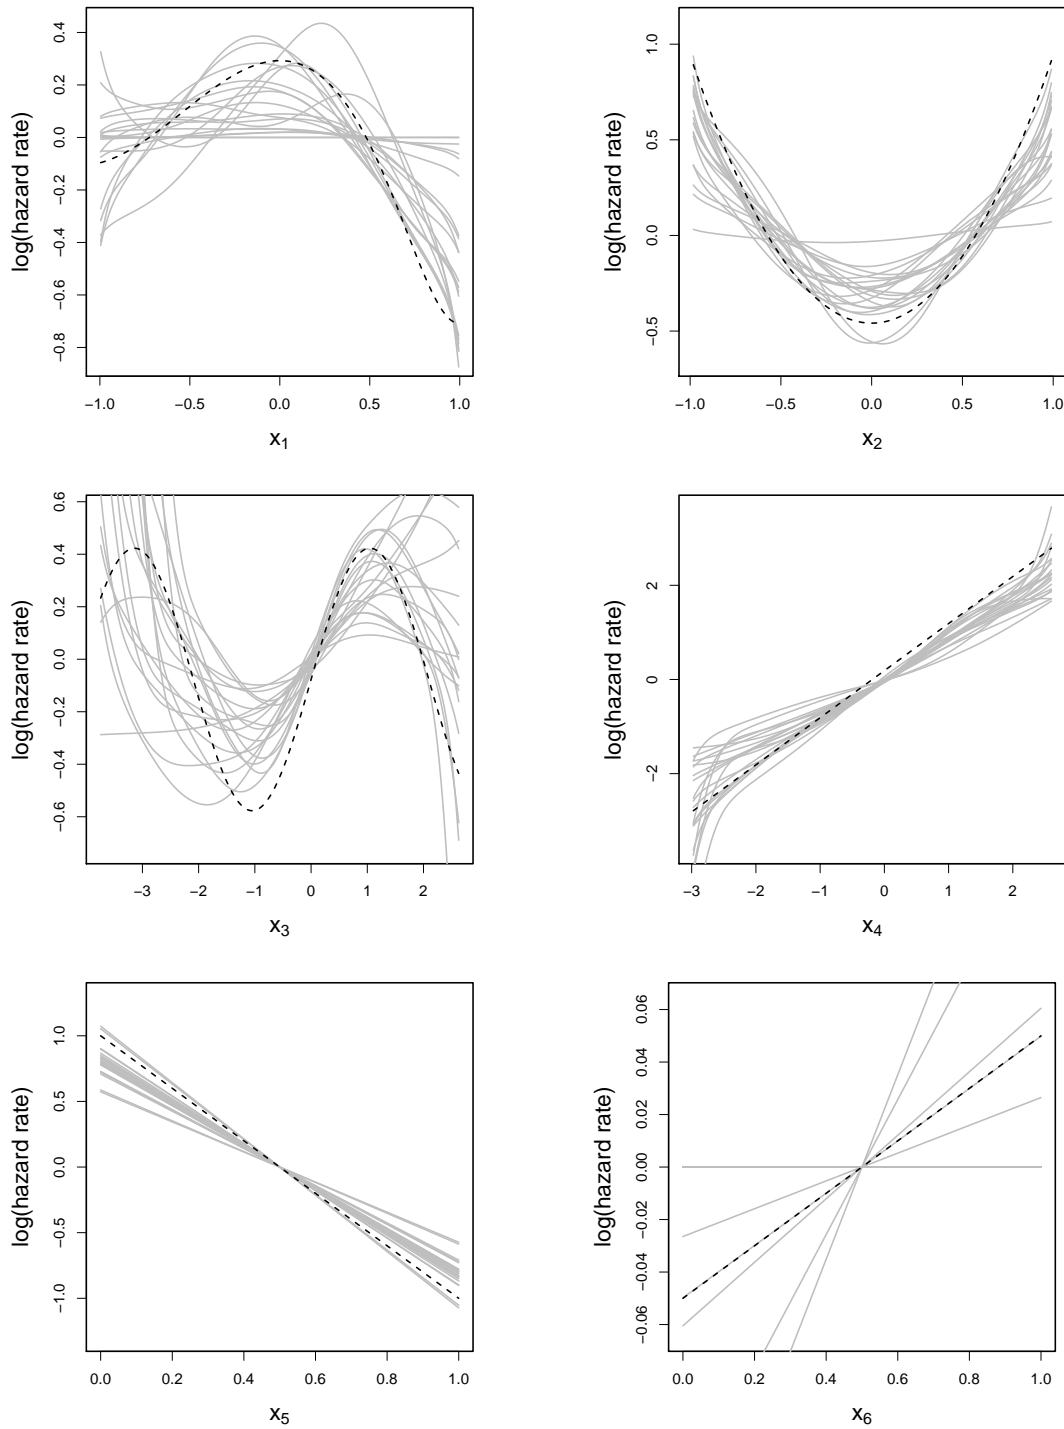 log(hazard rate)
0.4
0.2
0.0
−0.2
−0.4
−0.6
−0.8
−1.0 −0.5 0.0 0.5 1.0
x₁
log(hazard rate)
1.0
0.5
0.0
−0.5
−1.0 −0.5 0.0 0.5 1.0
x₂
log(hazard rate)
0.6
0.4
0.2
0.0
−0.2
−0.4
−0.6
−3 −2 −1 0 1 2
x₃
log(hazard rate)
2
0
−2
−3 −2 −1 0 1 2
x₄
log(hazard rate)
1.0
0.5
0.0
−0.5
−1.0
0.0 0.2 0.4 0.6 0.8 1.0
x₅
log(hazard rate)
0.06
0.04
0.02
0.00
−0.02
−0.04
−0.06
0.0 0.2 0.4 0.6 0.8 1.0
x₆